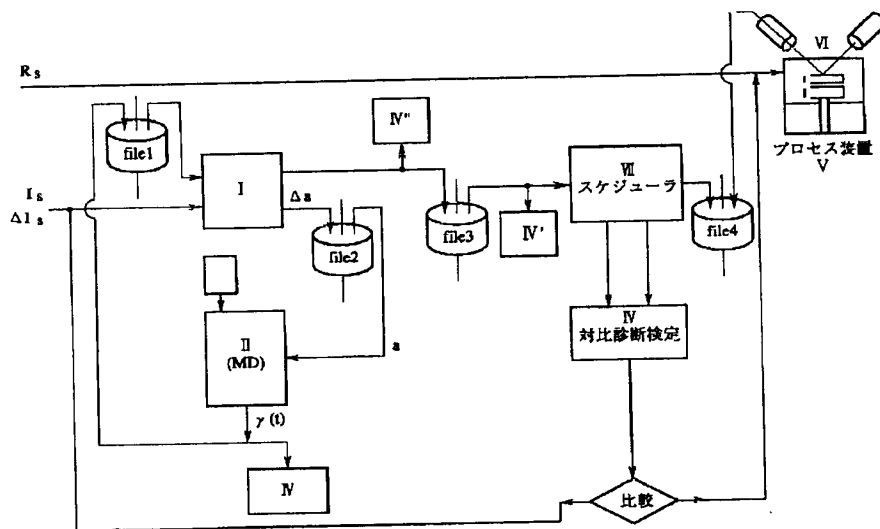 Ⅵ
R s
プロセス装置
Ⅴ
file1
Ⅳ"
Ⅰ
Ⅶ
スケジューラ
I s
Δ I s
Δ a
file2
file3
Ⅳ'
file4
Ⅱ
(MD)
a
Ⅳ
対比診断検定
γ (t)
Ⅳ
比較